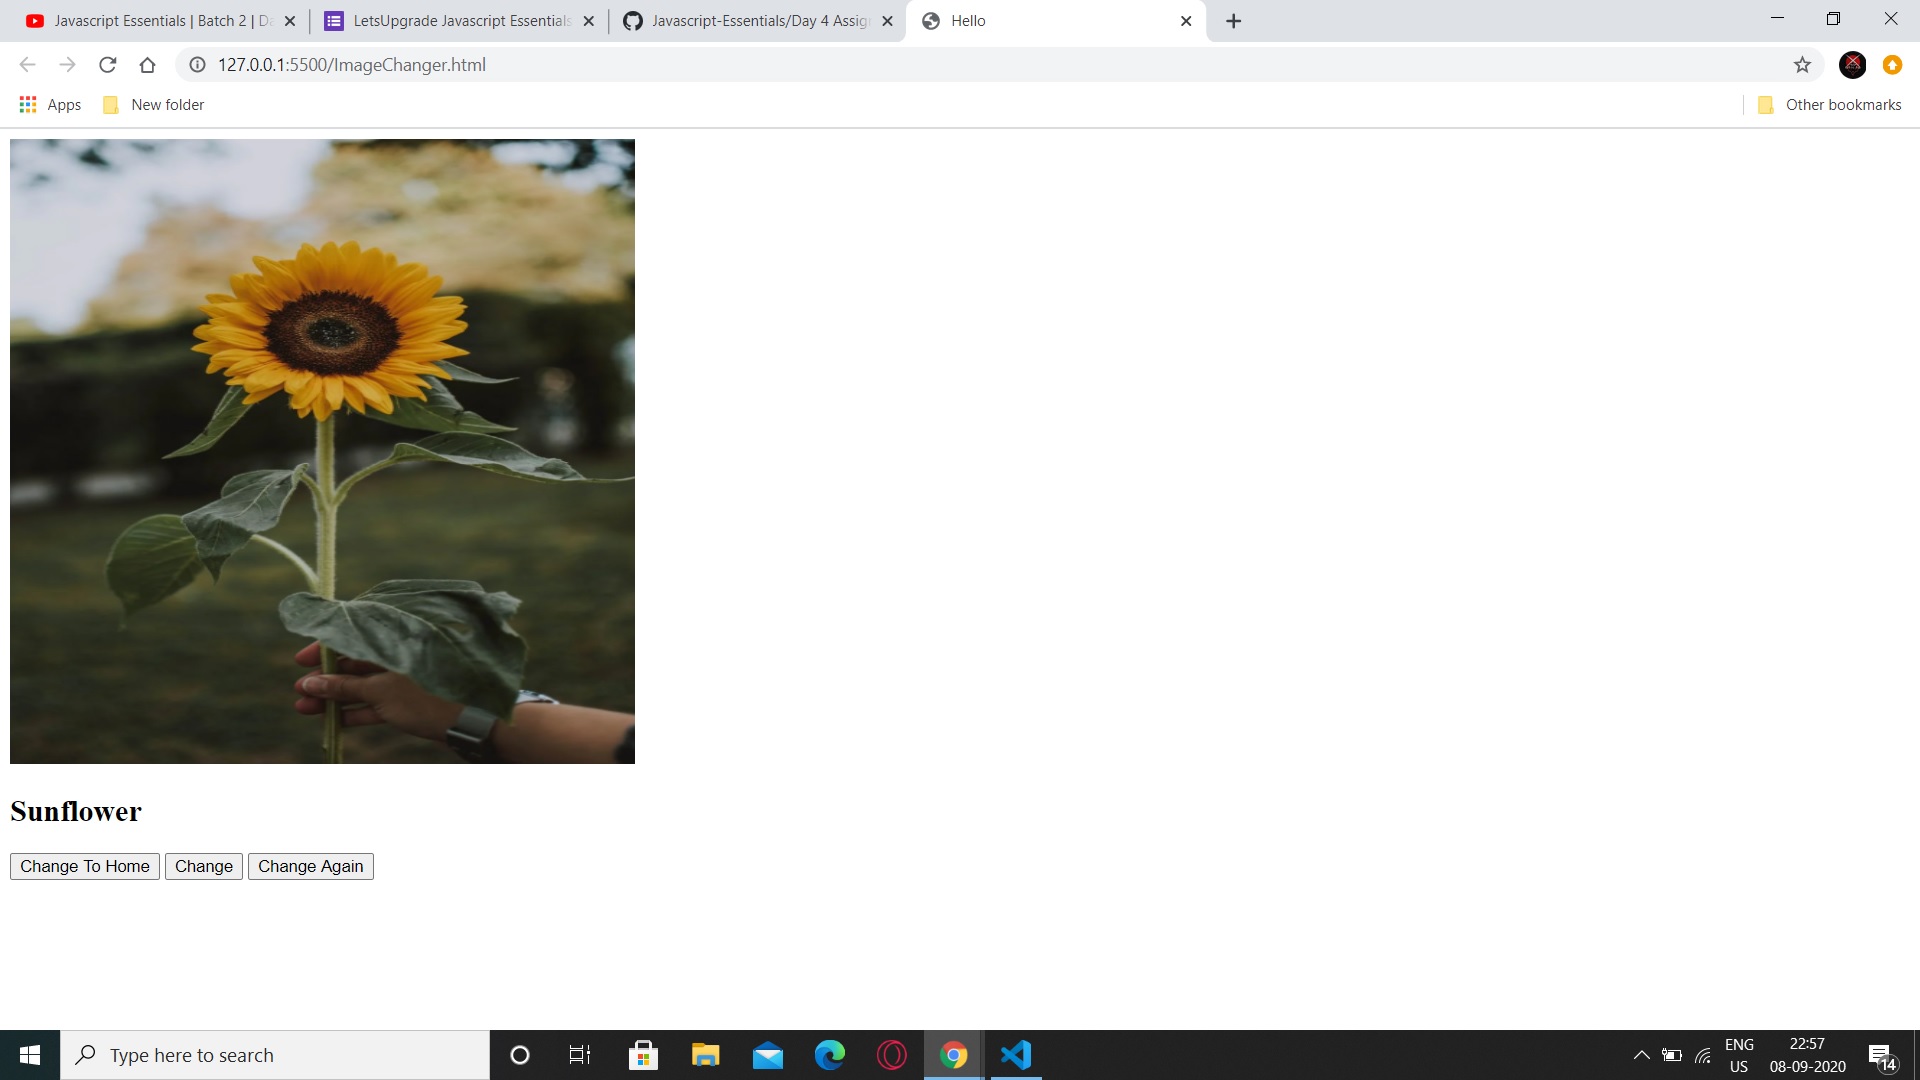 Javascript Essentials | Batch 2 | Da
LetsUpgrade Javascript Essentials
Javascript-Essentials/Day 4 Assig
Hello
127.0.0.1:5500/ImageChanger.html
Apps
New folder
Other bookmarks
Sunflower
Change To Home
Change
Change Again
Type here to search
ENG
US
22:57
08-09-2020
14